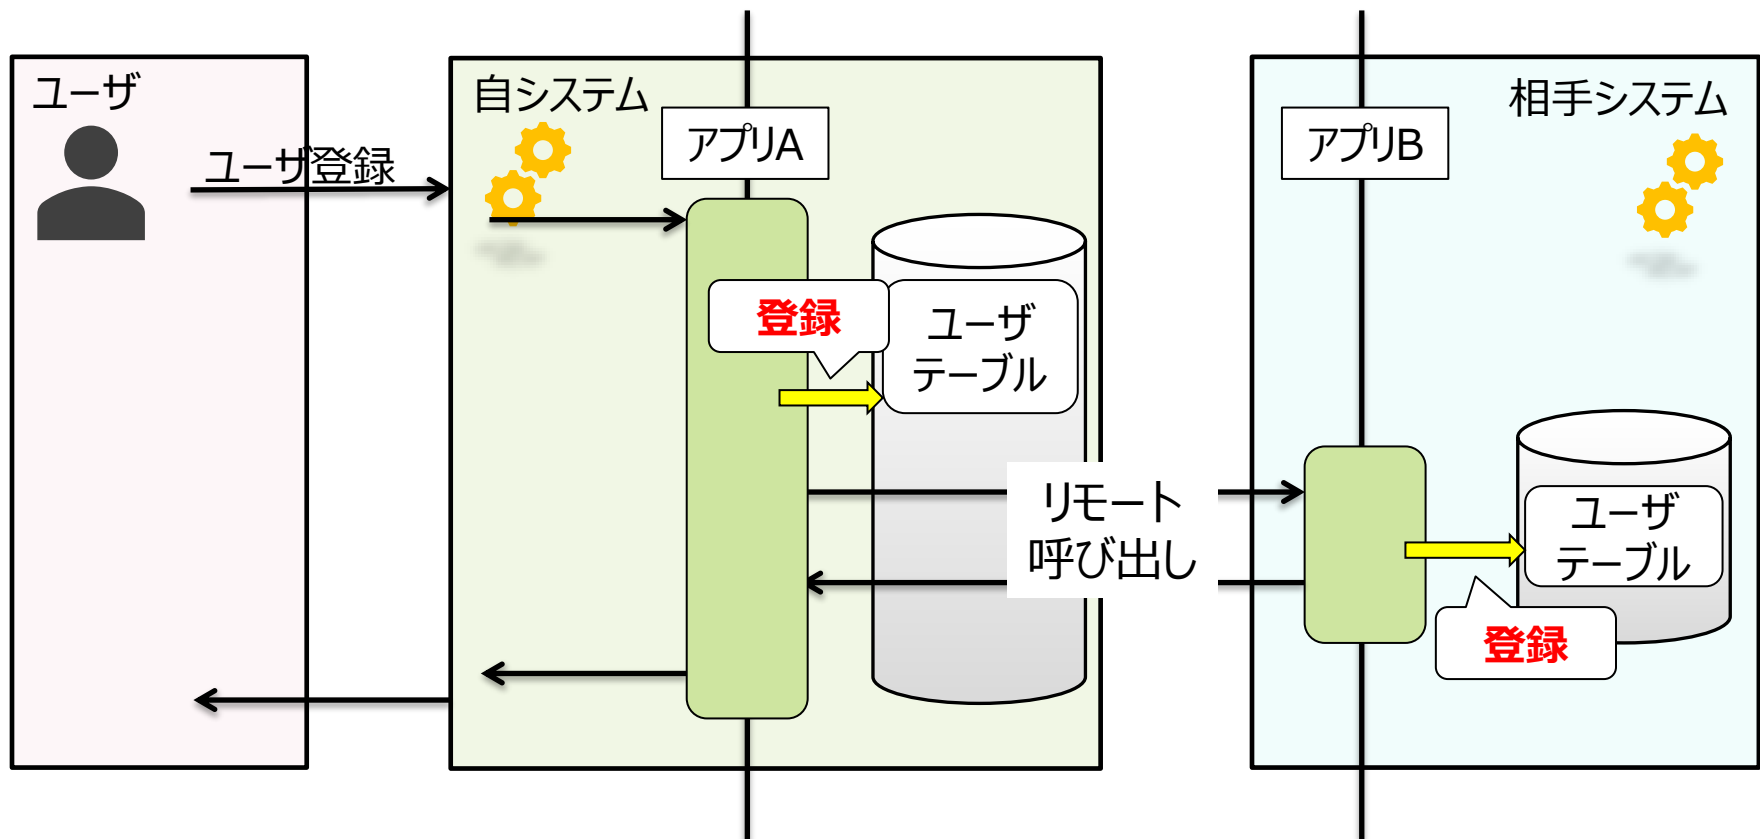 ユーザ
ユーザ登録
自システム
アプリA
登録
ユーザ
テーブル
リモート
呼び出し
アプリB
相手システム
ユーザ
テーブル
登録